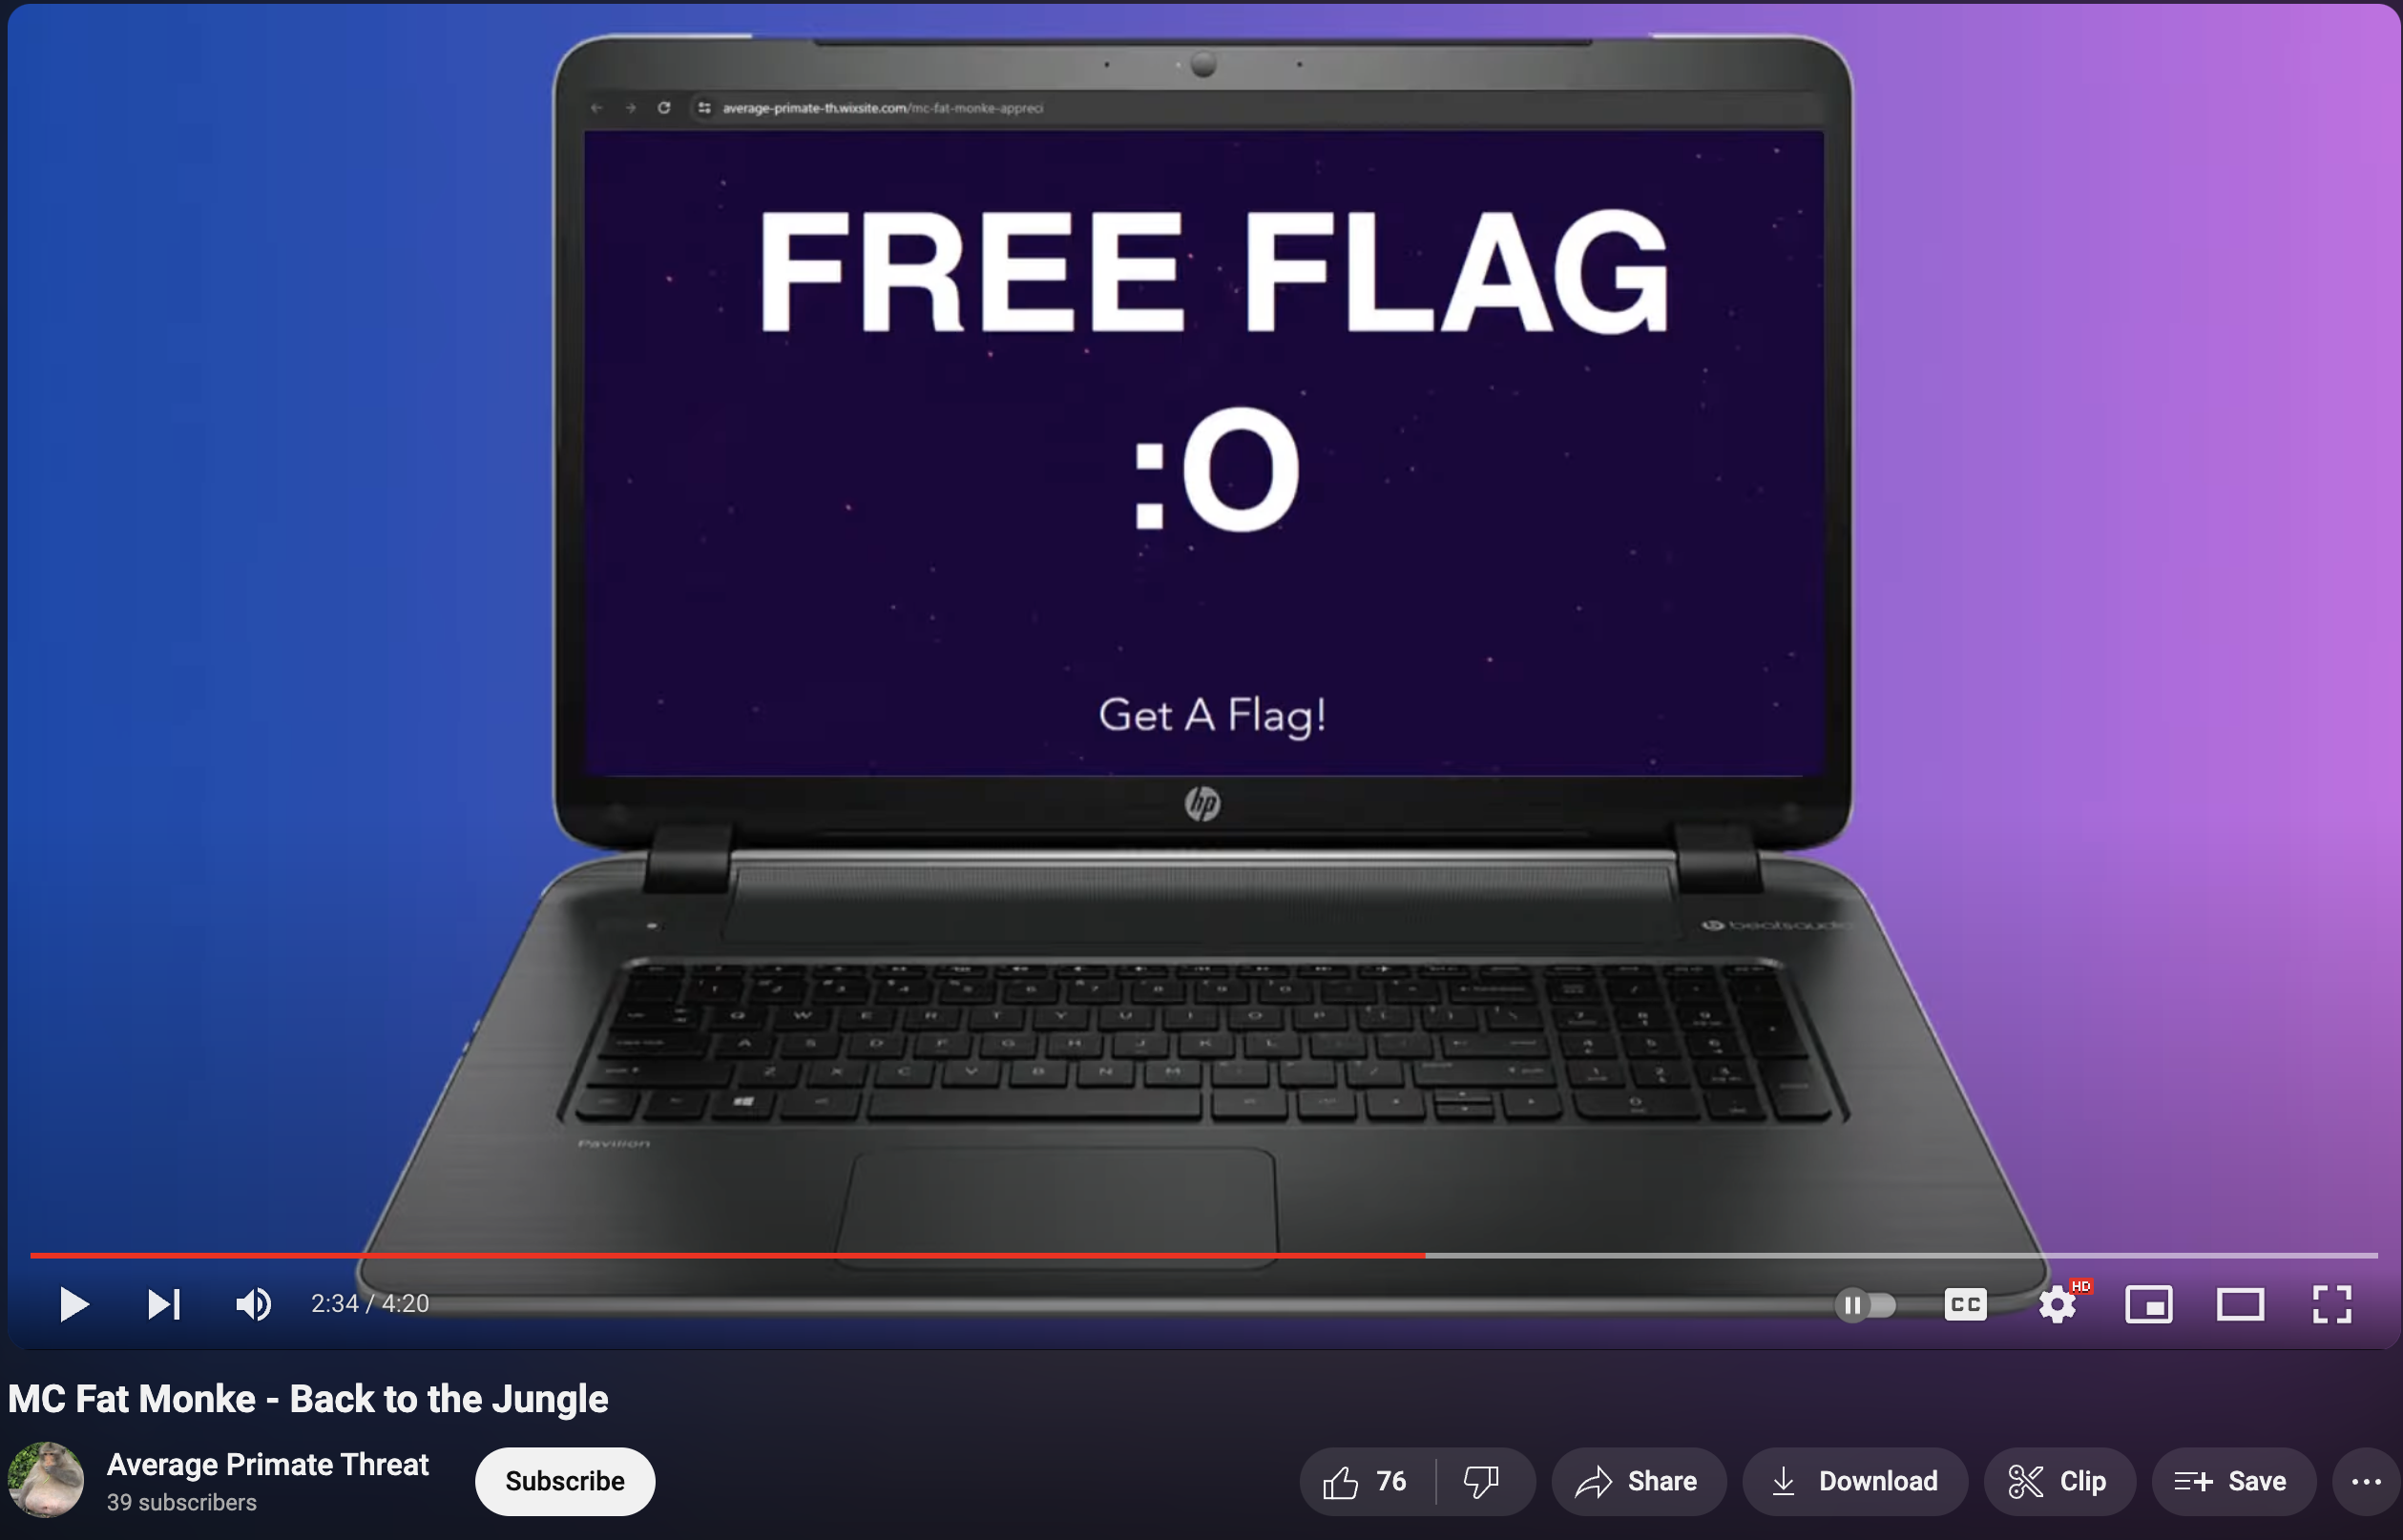 average-primate-th.wixsite.com/mc-fat-monke-appreci
FREE FLAG
:O
Get A Flag!
hp
beatsaudio
Pavilion
2:34 / 4:20
CC
HD
MC Fat Monke - Back to the Jungle
Average Primate Threat
39 subscribers
Subscribe
76
Share
Download
Clip
Save